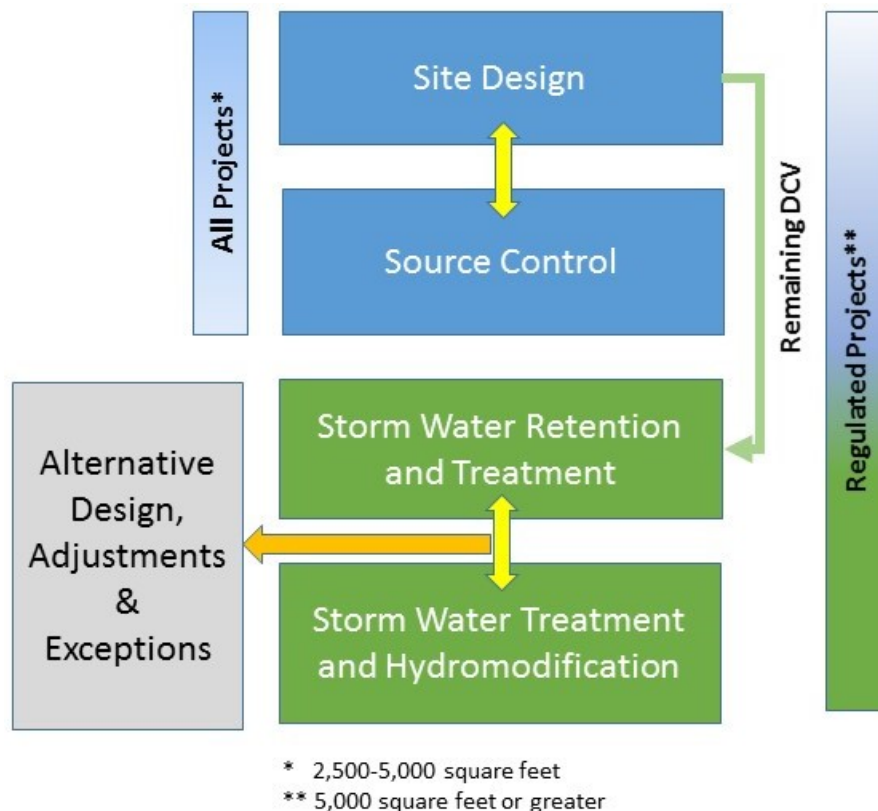 All Projects*
Site Design
Source Control
Remaining DCV
Regulated Projects**
Storm Water Retention
and Treatment
Alternative
Design,
Adjustments
&
Exceptions
Storm Water Treatment
and Hydromodification
* 2,500-5,000 square feet
** 5,000 square feet or greater